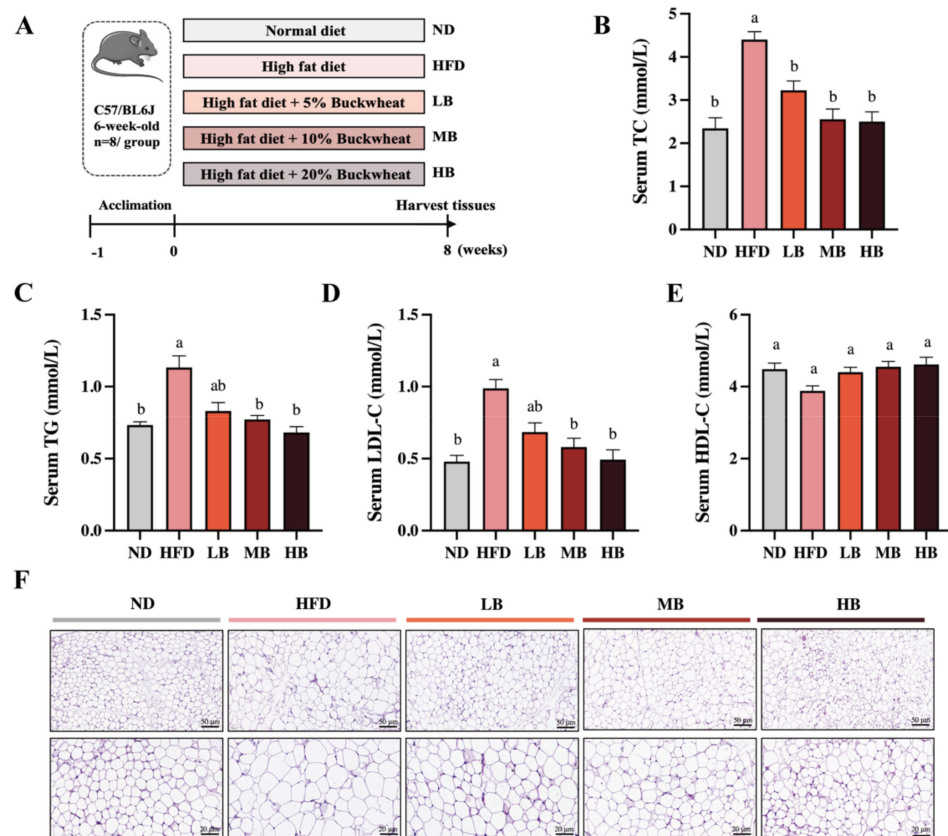 A
C57/BL6J
6-week-old
n=8/ group
Normal diet ND
High fat diet HFD
High fat diet + 5% Buckwheat LB
High fat diet + 10% Buckwheat MB
High fat diet + 20% Buckwheat HB
Acclimation Harvest tissues
-1 0 8 (weeks)
B
Serum TC (mmol/L)
5
4
3
2
1
0
b a b b b
ND HFD LB MB HB
C
Serum TG (mmol/L)
1.5
1.0
0.5
0.0
b a ab b b
ND HFD LB MB HB
D
Serum LDL-C (mmol/L)
1.5
1.0
0.5
0.0
b a ab b b
ND HFD LB MB HB
E
Serum HDL-C (mmol/L)
6
4
2
0
a a a a a
ND HFD LB MB HB
F
ND HFD LB MB HB
50 μm 50 μm 50 μm 50 μm 50 μm
20 μm 20 μm 20 μm 20 μm 20 μm